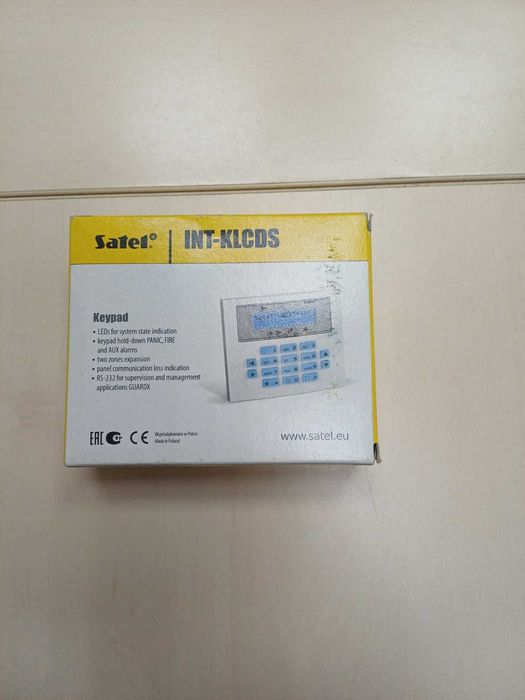 Satel® INT-KLCDS
Keypad
• LEDs for system state indication
• keypad hold-down PANIC, FIRE
and AUX alarms
• two zones expansion
• panel communication loss indication
• RS-232 for supervision and management
applications GUARDX
EAC CE
Wyprodukowano w Polsce
Made in Poland
www.satel.eu